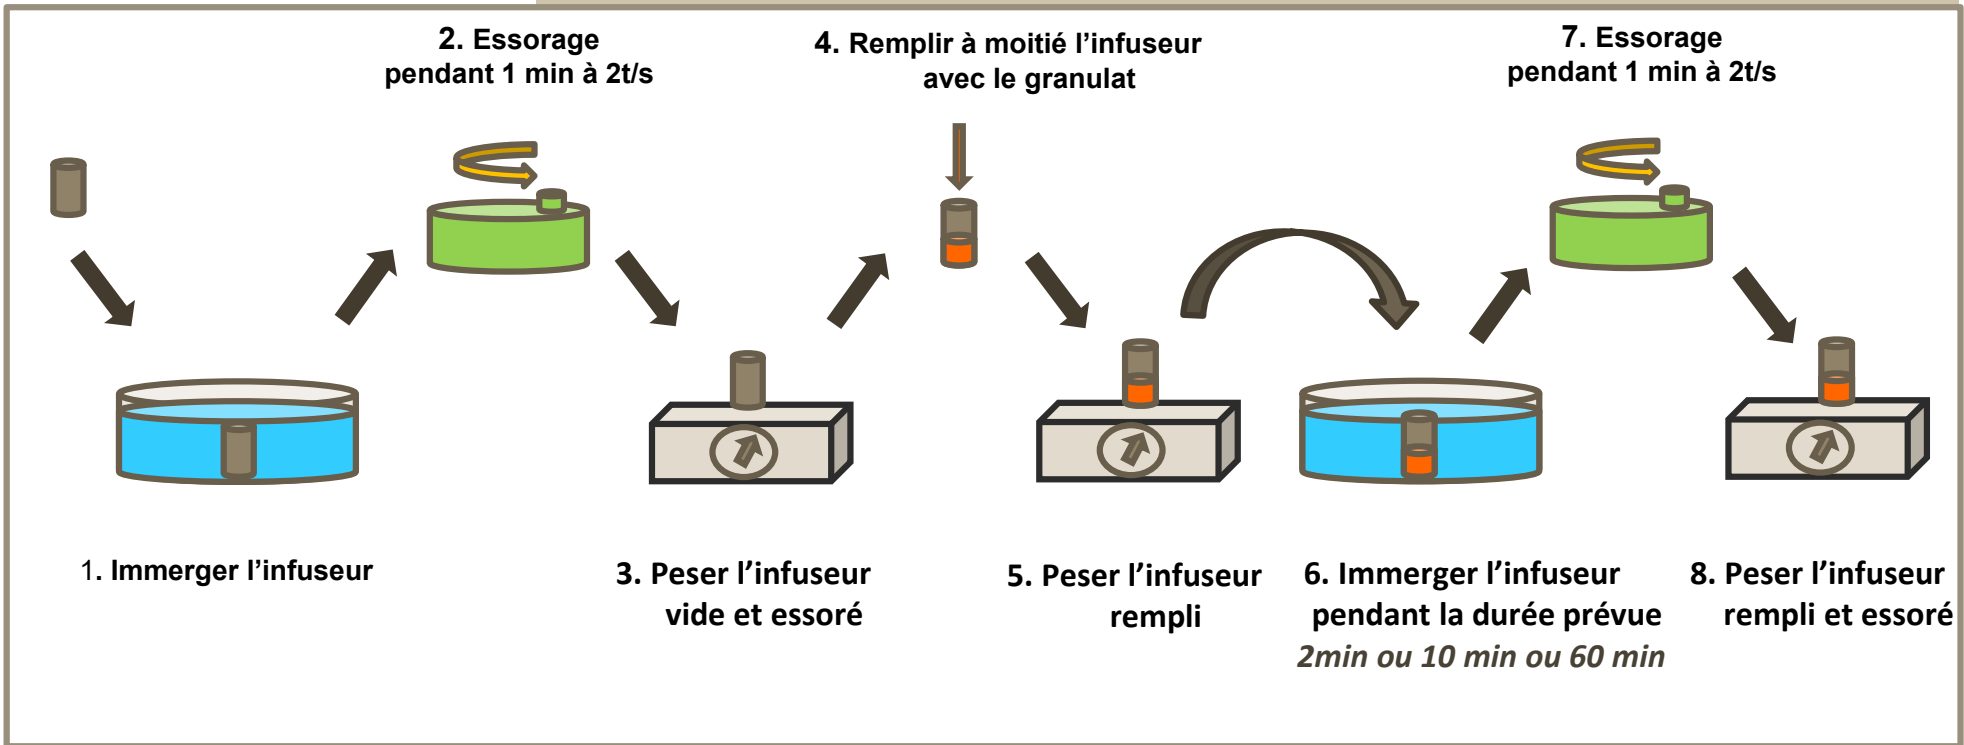 2. Essorage
pendant 1 min à 2t/s
4. Remplir à moitié l’infuseur
avec le granulat
7. Essorage
pendant 1 min à 2t/s
1. Immerger l’infuseur
3. Peser l’infuseur
vide et essoré
5. Peser l’infuseur
rempli
6. Immerger l’infuseur
pendant la durée prévue
2min ou 10 min ou 60 min
8. Peser l’infuseur
rempli et essoré